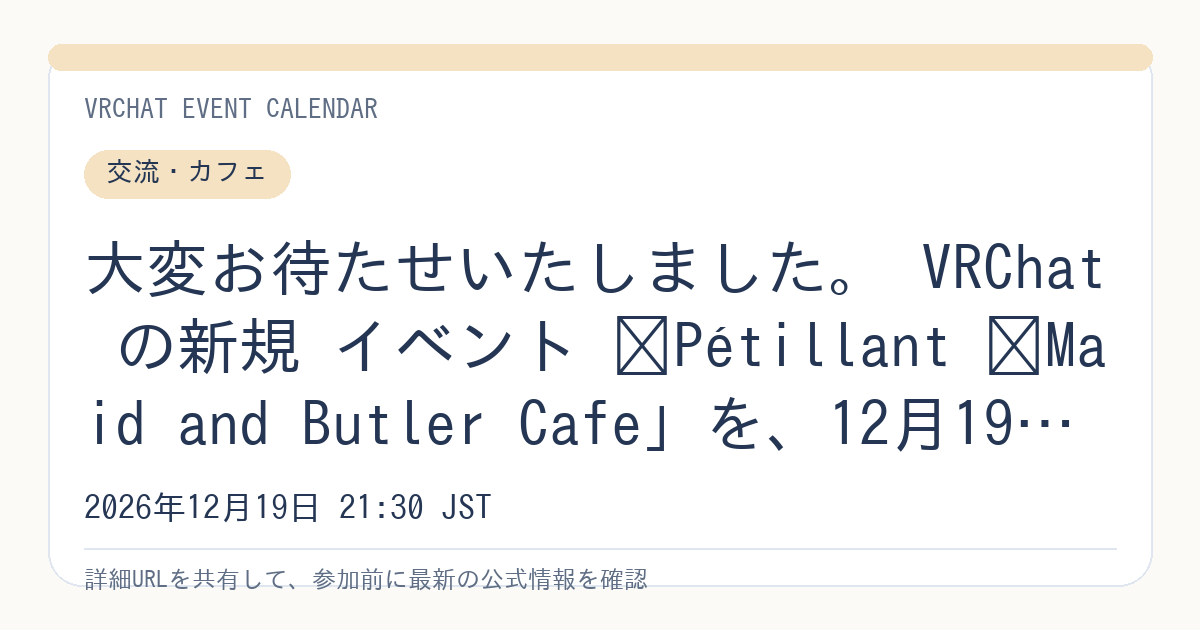 VRCHAT EVENT CALENDAR
交流・カフェ
大変お待たせいたしました。 VRChat
の新規 イベント Pétillant Ma
id and Butler Cafe」を、12月19…
2026年12月19日 21:30 JST
詳細URLを共有して、参加前に最新の公式情報を確認